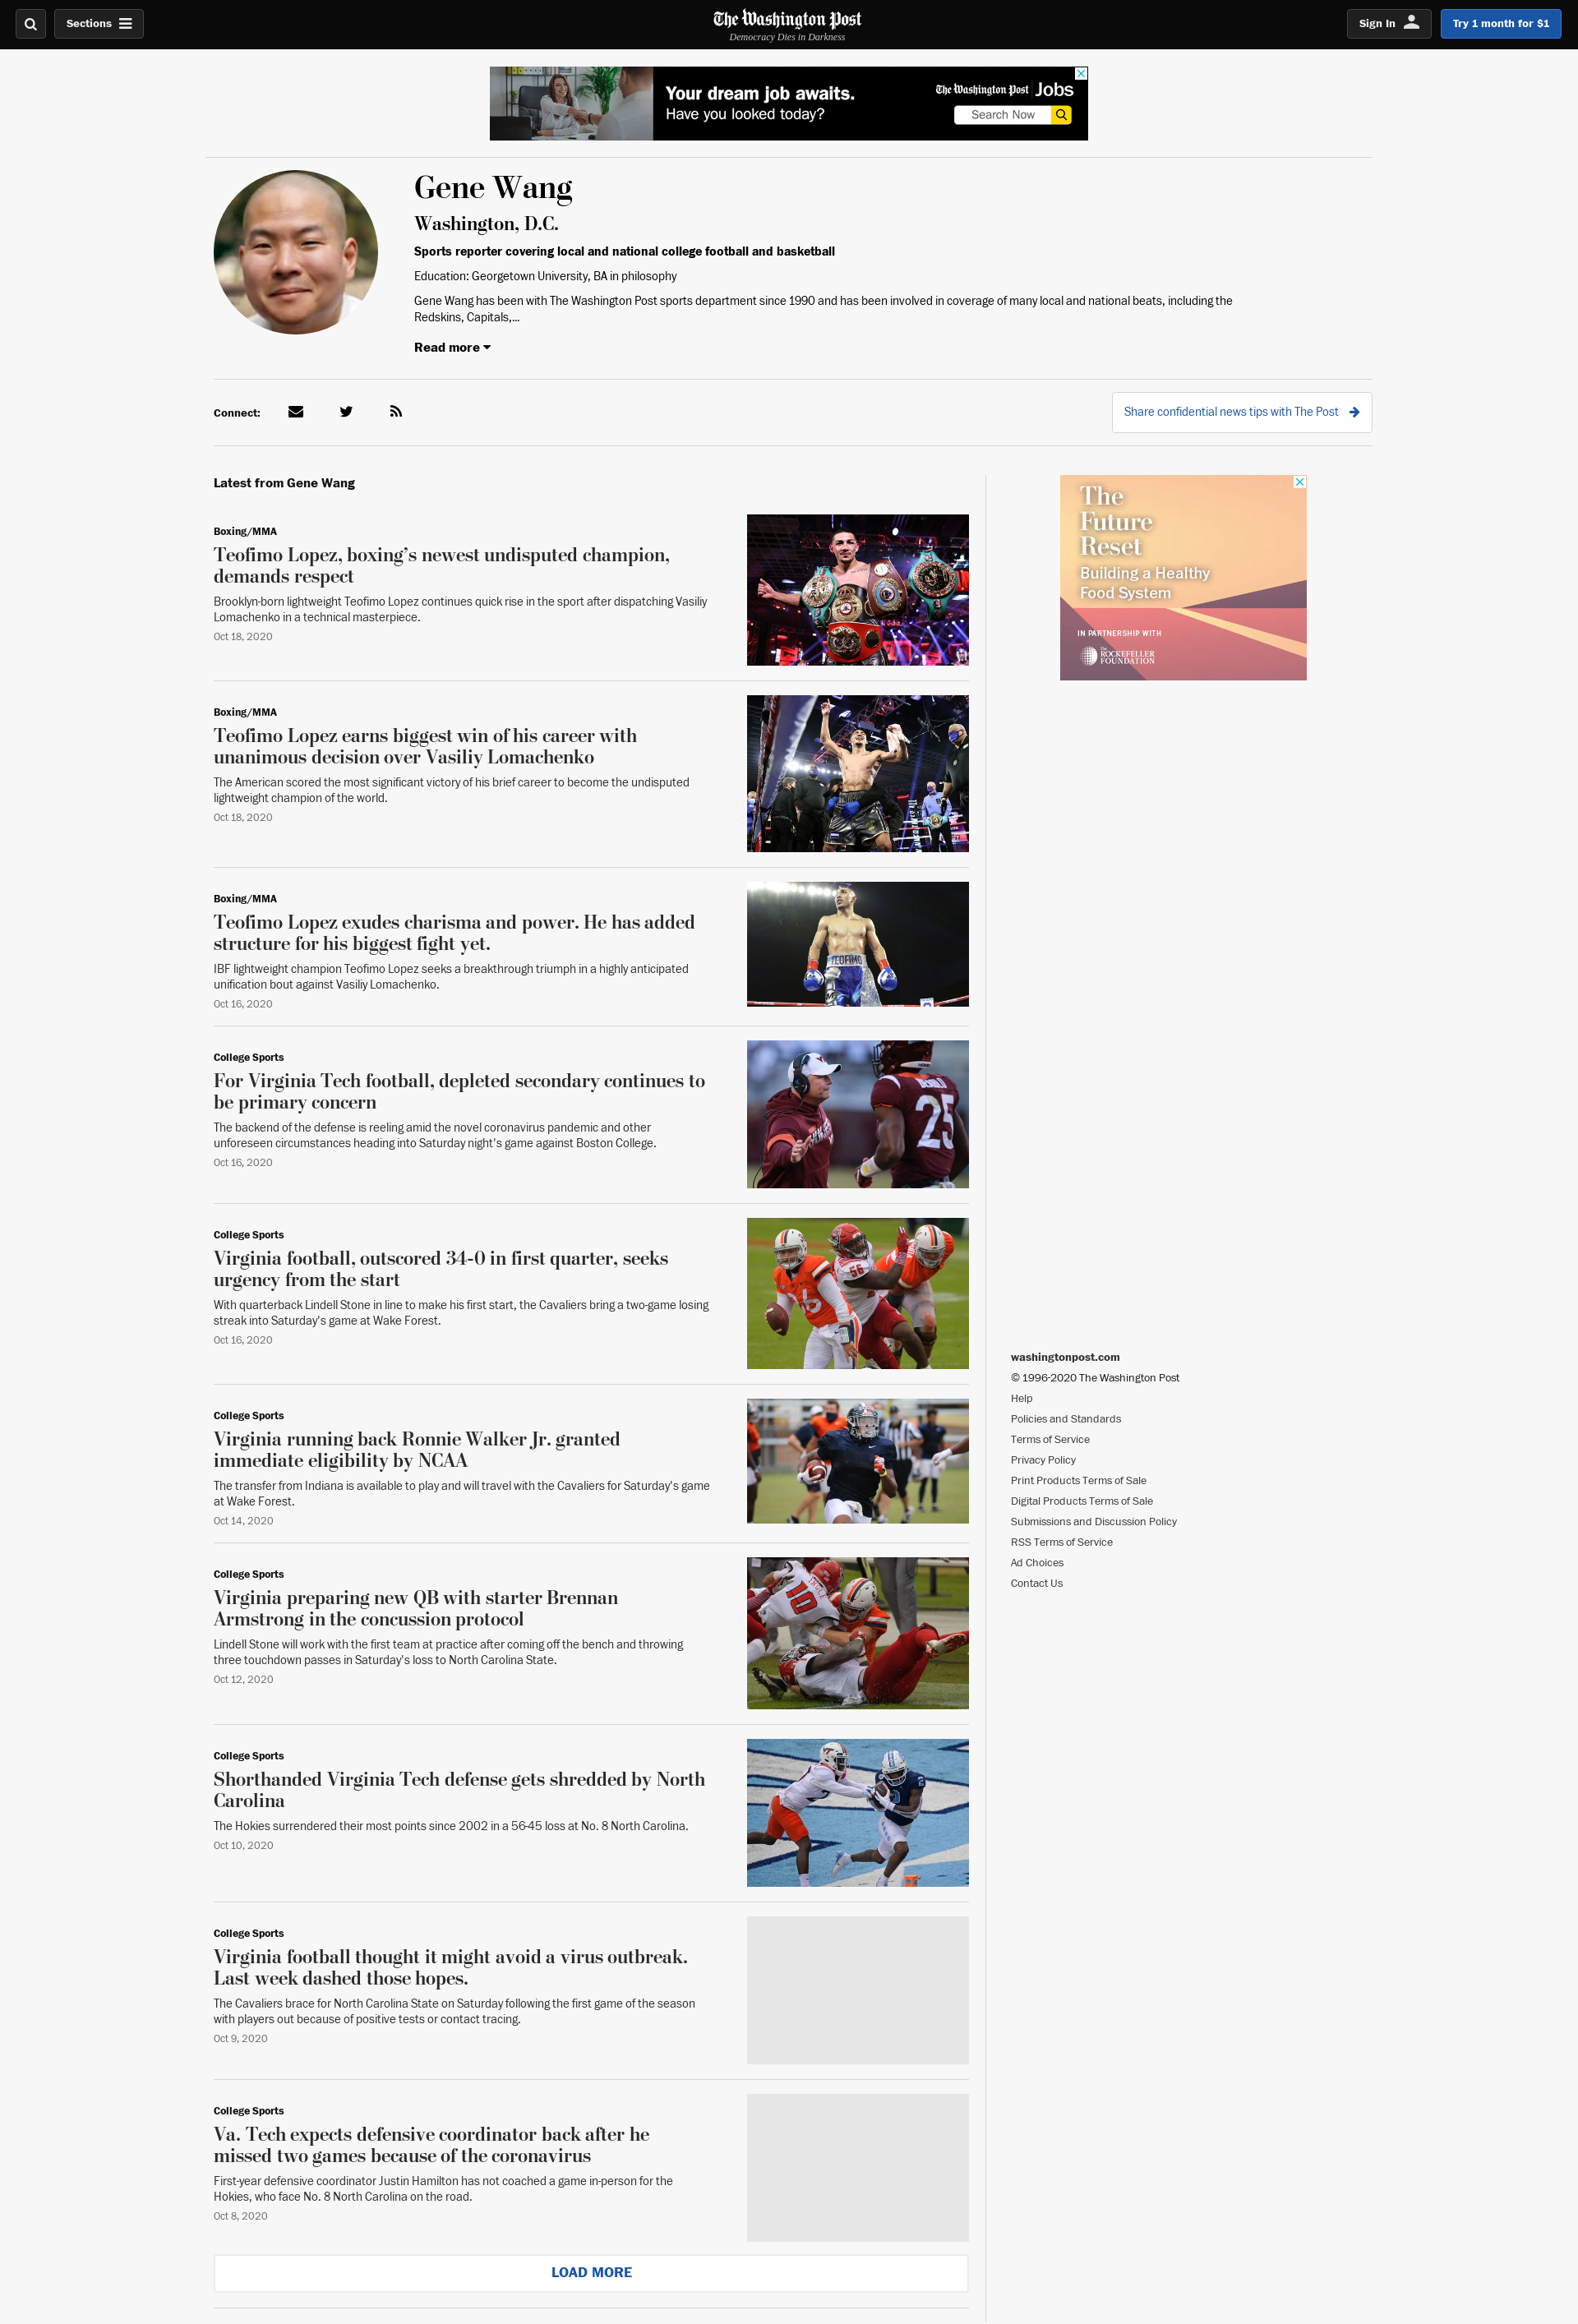 Sections
The Washington Post
Democracy Dies in Darkness
Sign In
Try 1 month for $1
Your dream job awaits.
Have you looked today?
The Washington Post Jobs
Search Now
Gene Wang
Washington, D.C.
Sports reporter covering local and national college football and basketball
Education: Georgetown University, BA in philosophy
Gene Wang has been with The Washington Post sports department since 1990 and has been involved in coverage of many local and national beats, including the
Redskins, Capitals,...
Read more
Connect:
Share confidential news tips with The Post
Latest from Gene Wang
Boxing/MMA
Teofimo Lopez, boxing’s newest undisputed champion,
demands respect
Brooklyn-born lightweight Teofimo Lopez continues quick rise in the sport after dispatching Vasiliy
Lomachenko in a technical masterpiece.
Oct 18, 2020
Boxing/MMA
Teofimo Lopez earns biggest win of his career with
unanimous decision over Vasiliy Lomachenko
The American scored the most significant victory of his brief career to become the undisputed
lightweight champion of the world.
Oct 18, 2020
Boxing/MMA
Teofimo Lopez exudes charisma and power. He has added
structure for his biggest fight yet.
IBF lightweight champion Teofimo Lopez seeks a breakthrough triumph in a highly anticipated
unification bout against Vasiliy Lomachenko.
Oct 16, 2020
TEOFIMO
College Sports
For Virginia Tech football, depleted secondary continues to
be primary concern
The backend of the defense is reeling amid the novel coronavirus pandemic and other
unforeseen circumstances heading into Saturday night's game against Boston College.
Oct 16, 2020
25
College Sports
Virginia football, outscored 34-0 in first quarter, seeks
urgency from the start
With quarterback Lindell Stone in line to make his first start, the Cavaliers bring a two-game losing
streak into Saturday's game at Wake Forest.
Oct 16, 2020
56
College Sports
Virginia running back Ronnie Walker Jr. granted
immediate eligibility by NCAA
The transfer from Indiana is available to play and will travel with the Cavaliers for Saturday's game
at Wake Forest.
Oct 14, 2020
College Sports
Virginia preparing new QB with starter Brennan
Armstrong in the concussion protocol
Lindell Stone will work with the first team at practice after coming off the bench and throwing
three touchdown passes in Saturday's loss to North Carolina State.
Oct 12, 2020
10
College Sports
Shorthanded Virginia Tech defense gets shredded by North
Carolina
The Hokies surrendered their most points since 2002 in a 56-45 loss at No. 8 North Carolina.
Oct 10, 2020
College Sports
Virginia football thought it might avoid a virus outbreak.
Last week dashed those hopes.
The Cavaliers brace for North Carolina State on Saturday following the first game of the season
with players out because of positive tests or contact tracing.
Oct 9, 2020
College Sports
Va. Tech expects defensive coordinator back after he
missed two games because of the coronavirus
First-year defensive coordinator Justin Hamilton has not coached a game in-person for the
Hokies, who face No. 8 North Carolina on the road.
Oct 8, 2020
LOAD MORE
The
Future
Reset
Building a Healthy
Food System
IN PARTNERSHIP WITH
The
ROCKEFELLER
FOUNDATION
washingtonpost.com
© 1996-2020 The Washington Post
Help
Policies and Standards
Terms of Service
Privacy Policy
Print Products Terms of Sale
Digital Products Terms of Sale
Submissions and Discussion Policy
RSS Terms of Service
Ad Choices
Contact Us